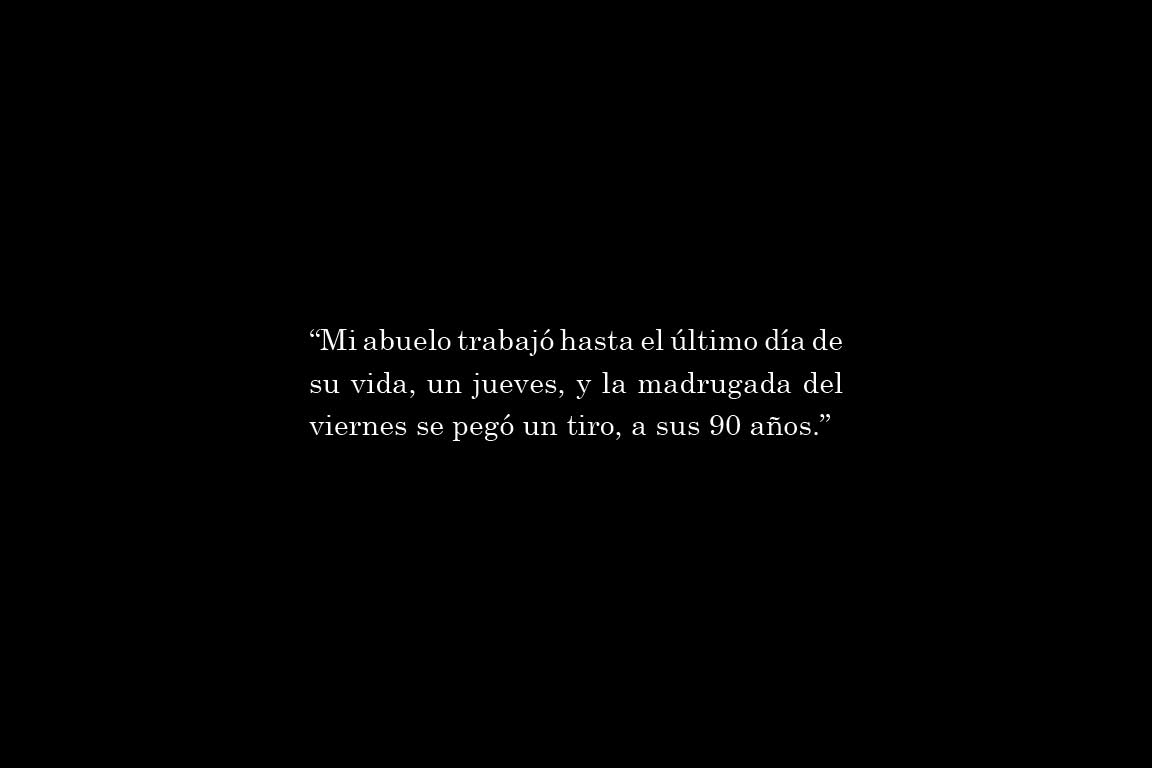 “Mi abuelo trabajó hasta el último día de
su vida, un jueves, y la madrugada del
viernes se pegó un tiro, a sus 90 años.”